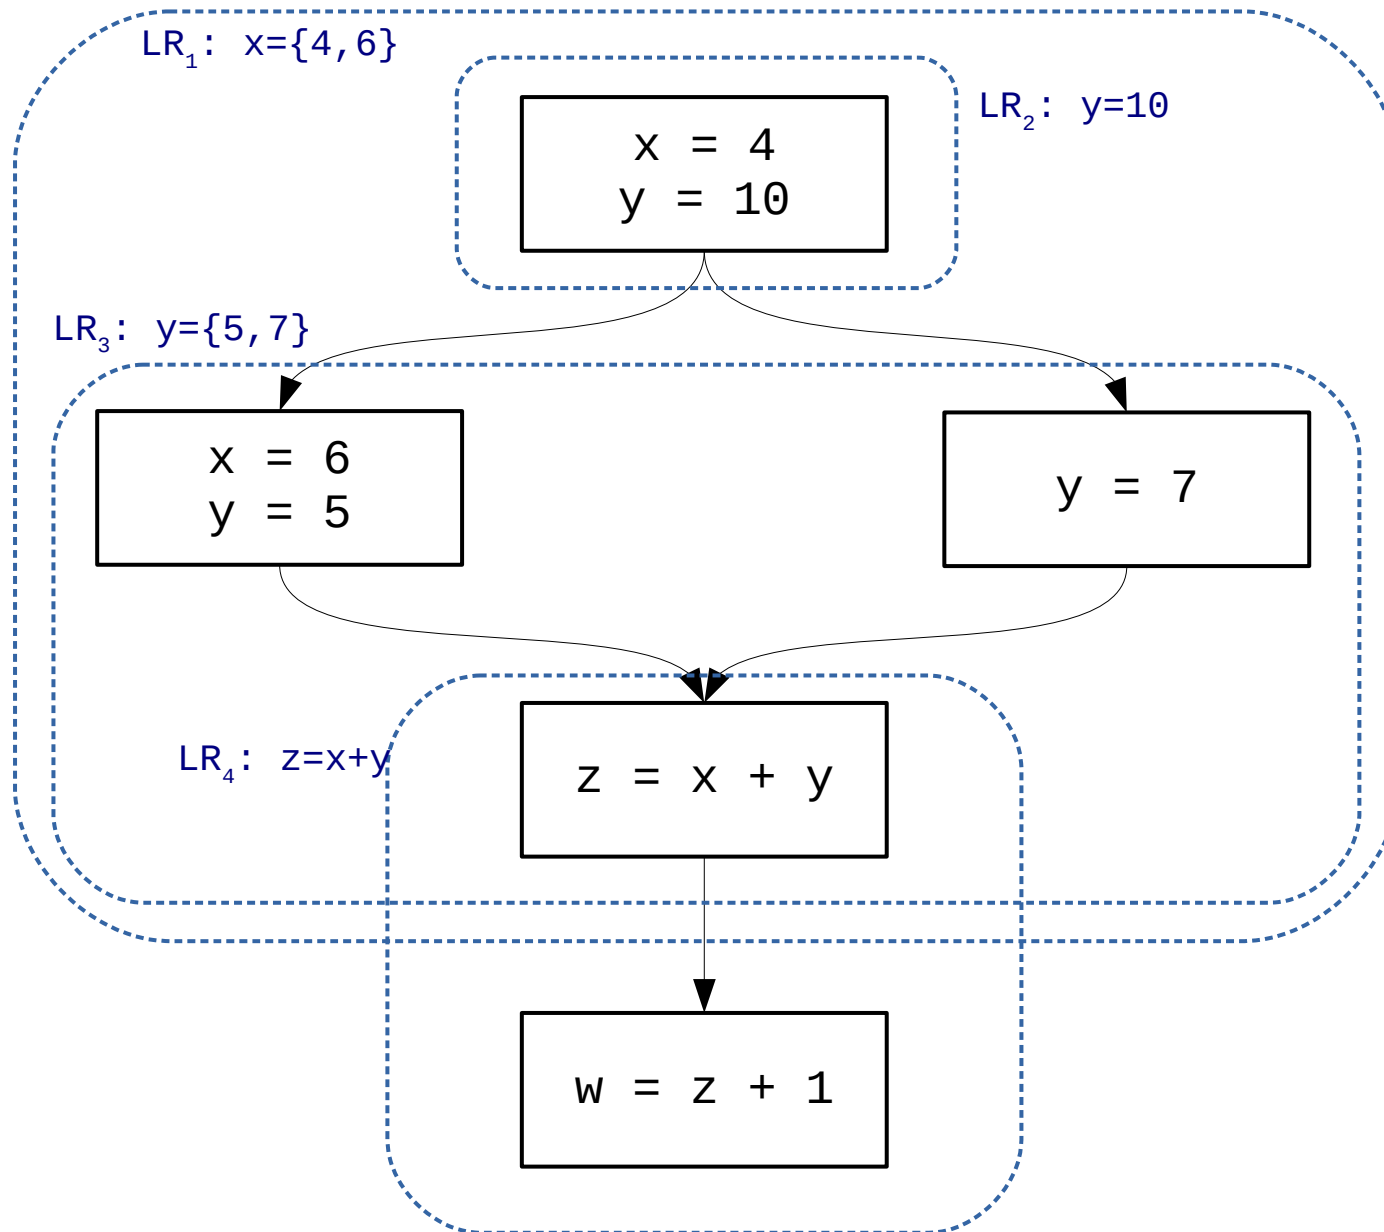 LR1: x={4,6}
LR2: y=10
x = 4
y = 10
LR3: y={5,7}
x = 6
y = 5
y = 7
LR4: z=x+y
z = x + y
w = z + 1